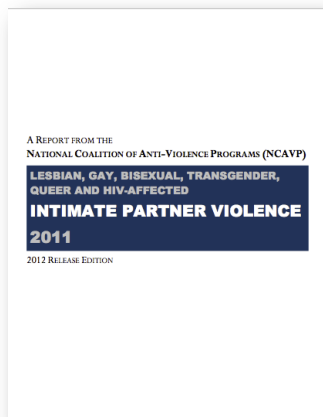 A REPORT FROM THE
NATIONAL COALITION OF ANTI-VIOLENCE PROGRAMS (NCAVP)
LESBIAN, GAY, BISEXUAL, TRANSGENDER,
QUEER AND HIV-AFFECTED
INTIMATE PARTNER VIOLENCE
2011
2012 RELEASE EDITION